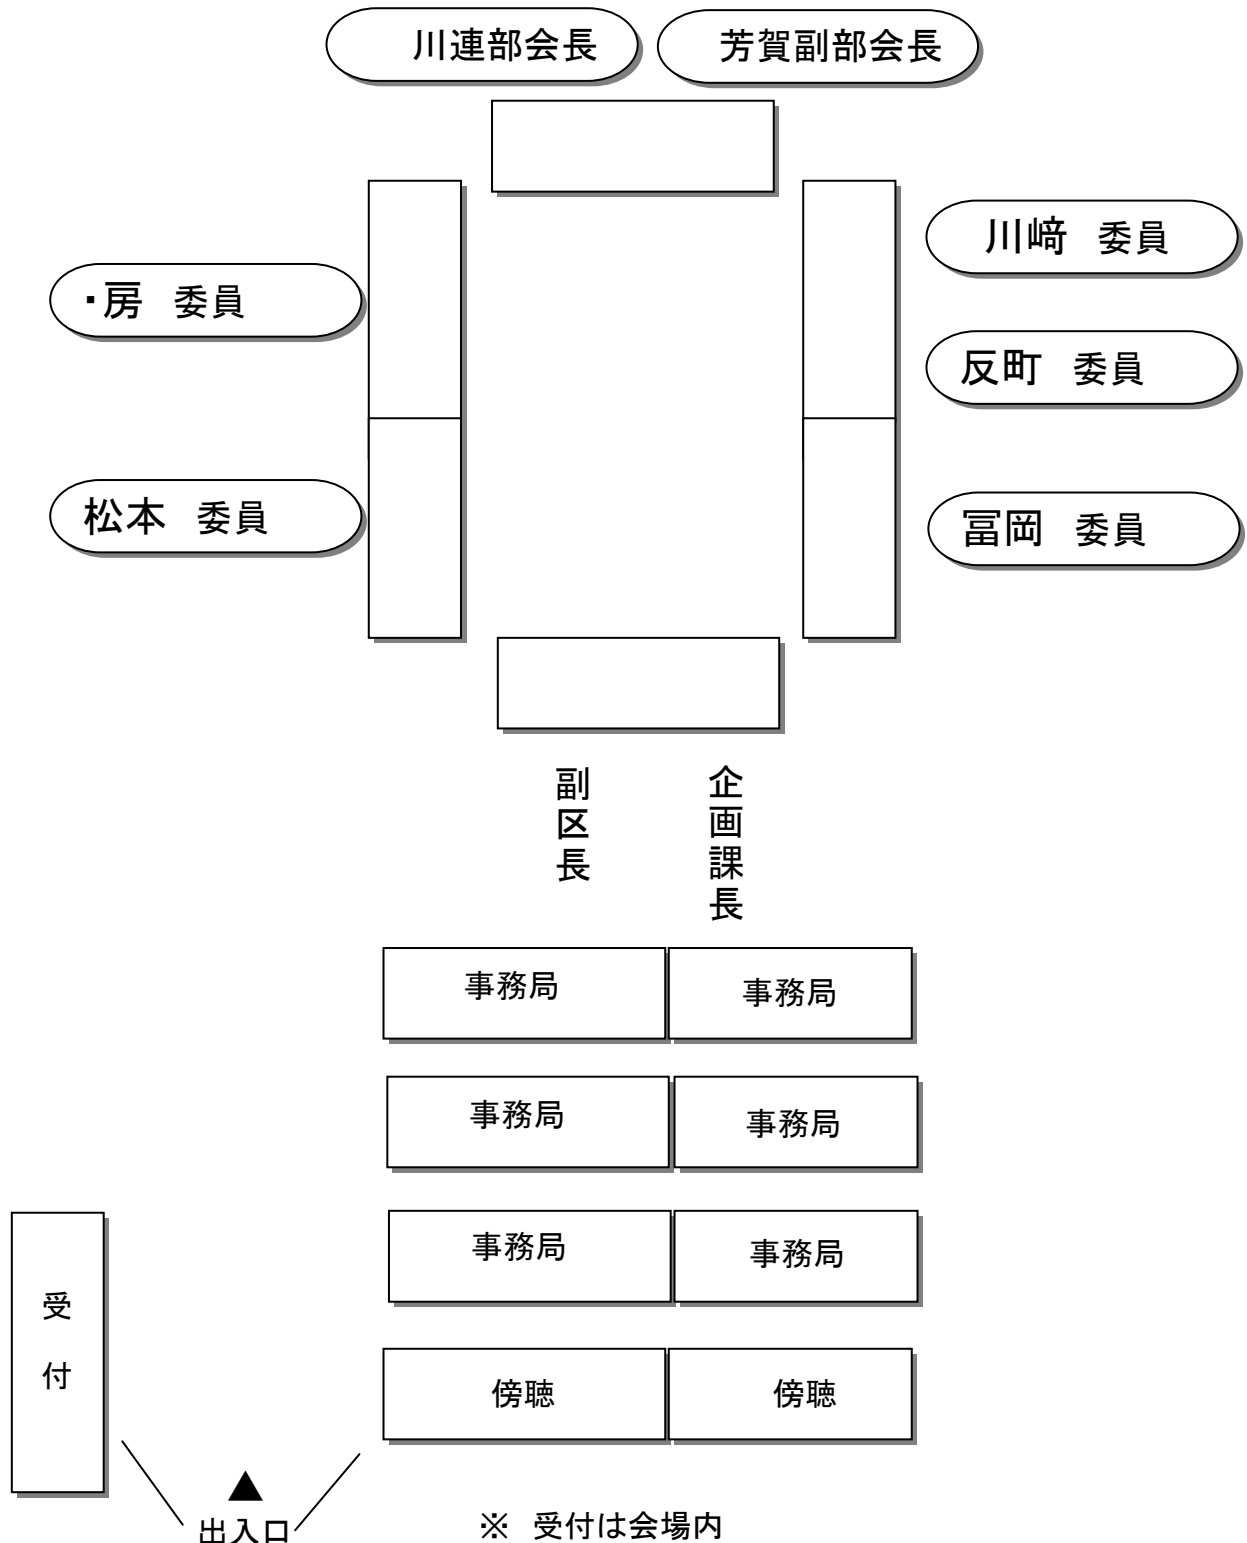 川連部会長
芳賀副部会長
川﨑　委員
・房　委員
反町　委員
松本　委員
冨岡　委員
副区長
企画課長
事務局
事務局
事務局
事務局
事務局
事務局
受付
傍聴
傍聴
▲
出入口
※　受付は会場内